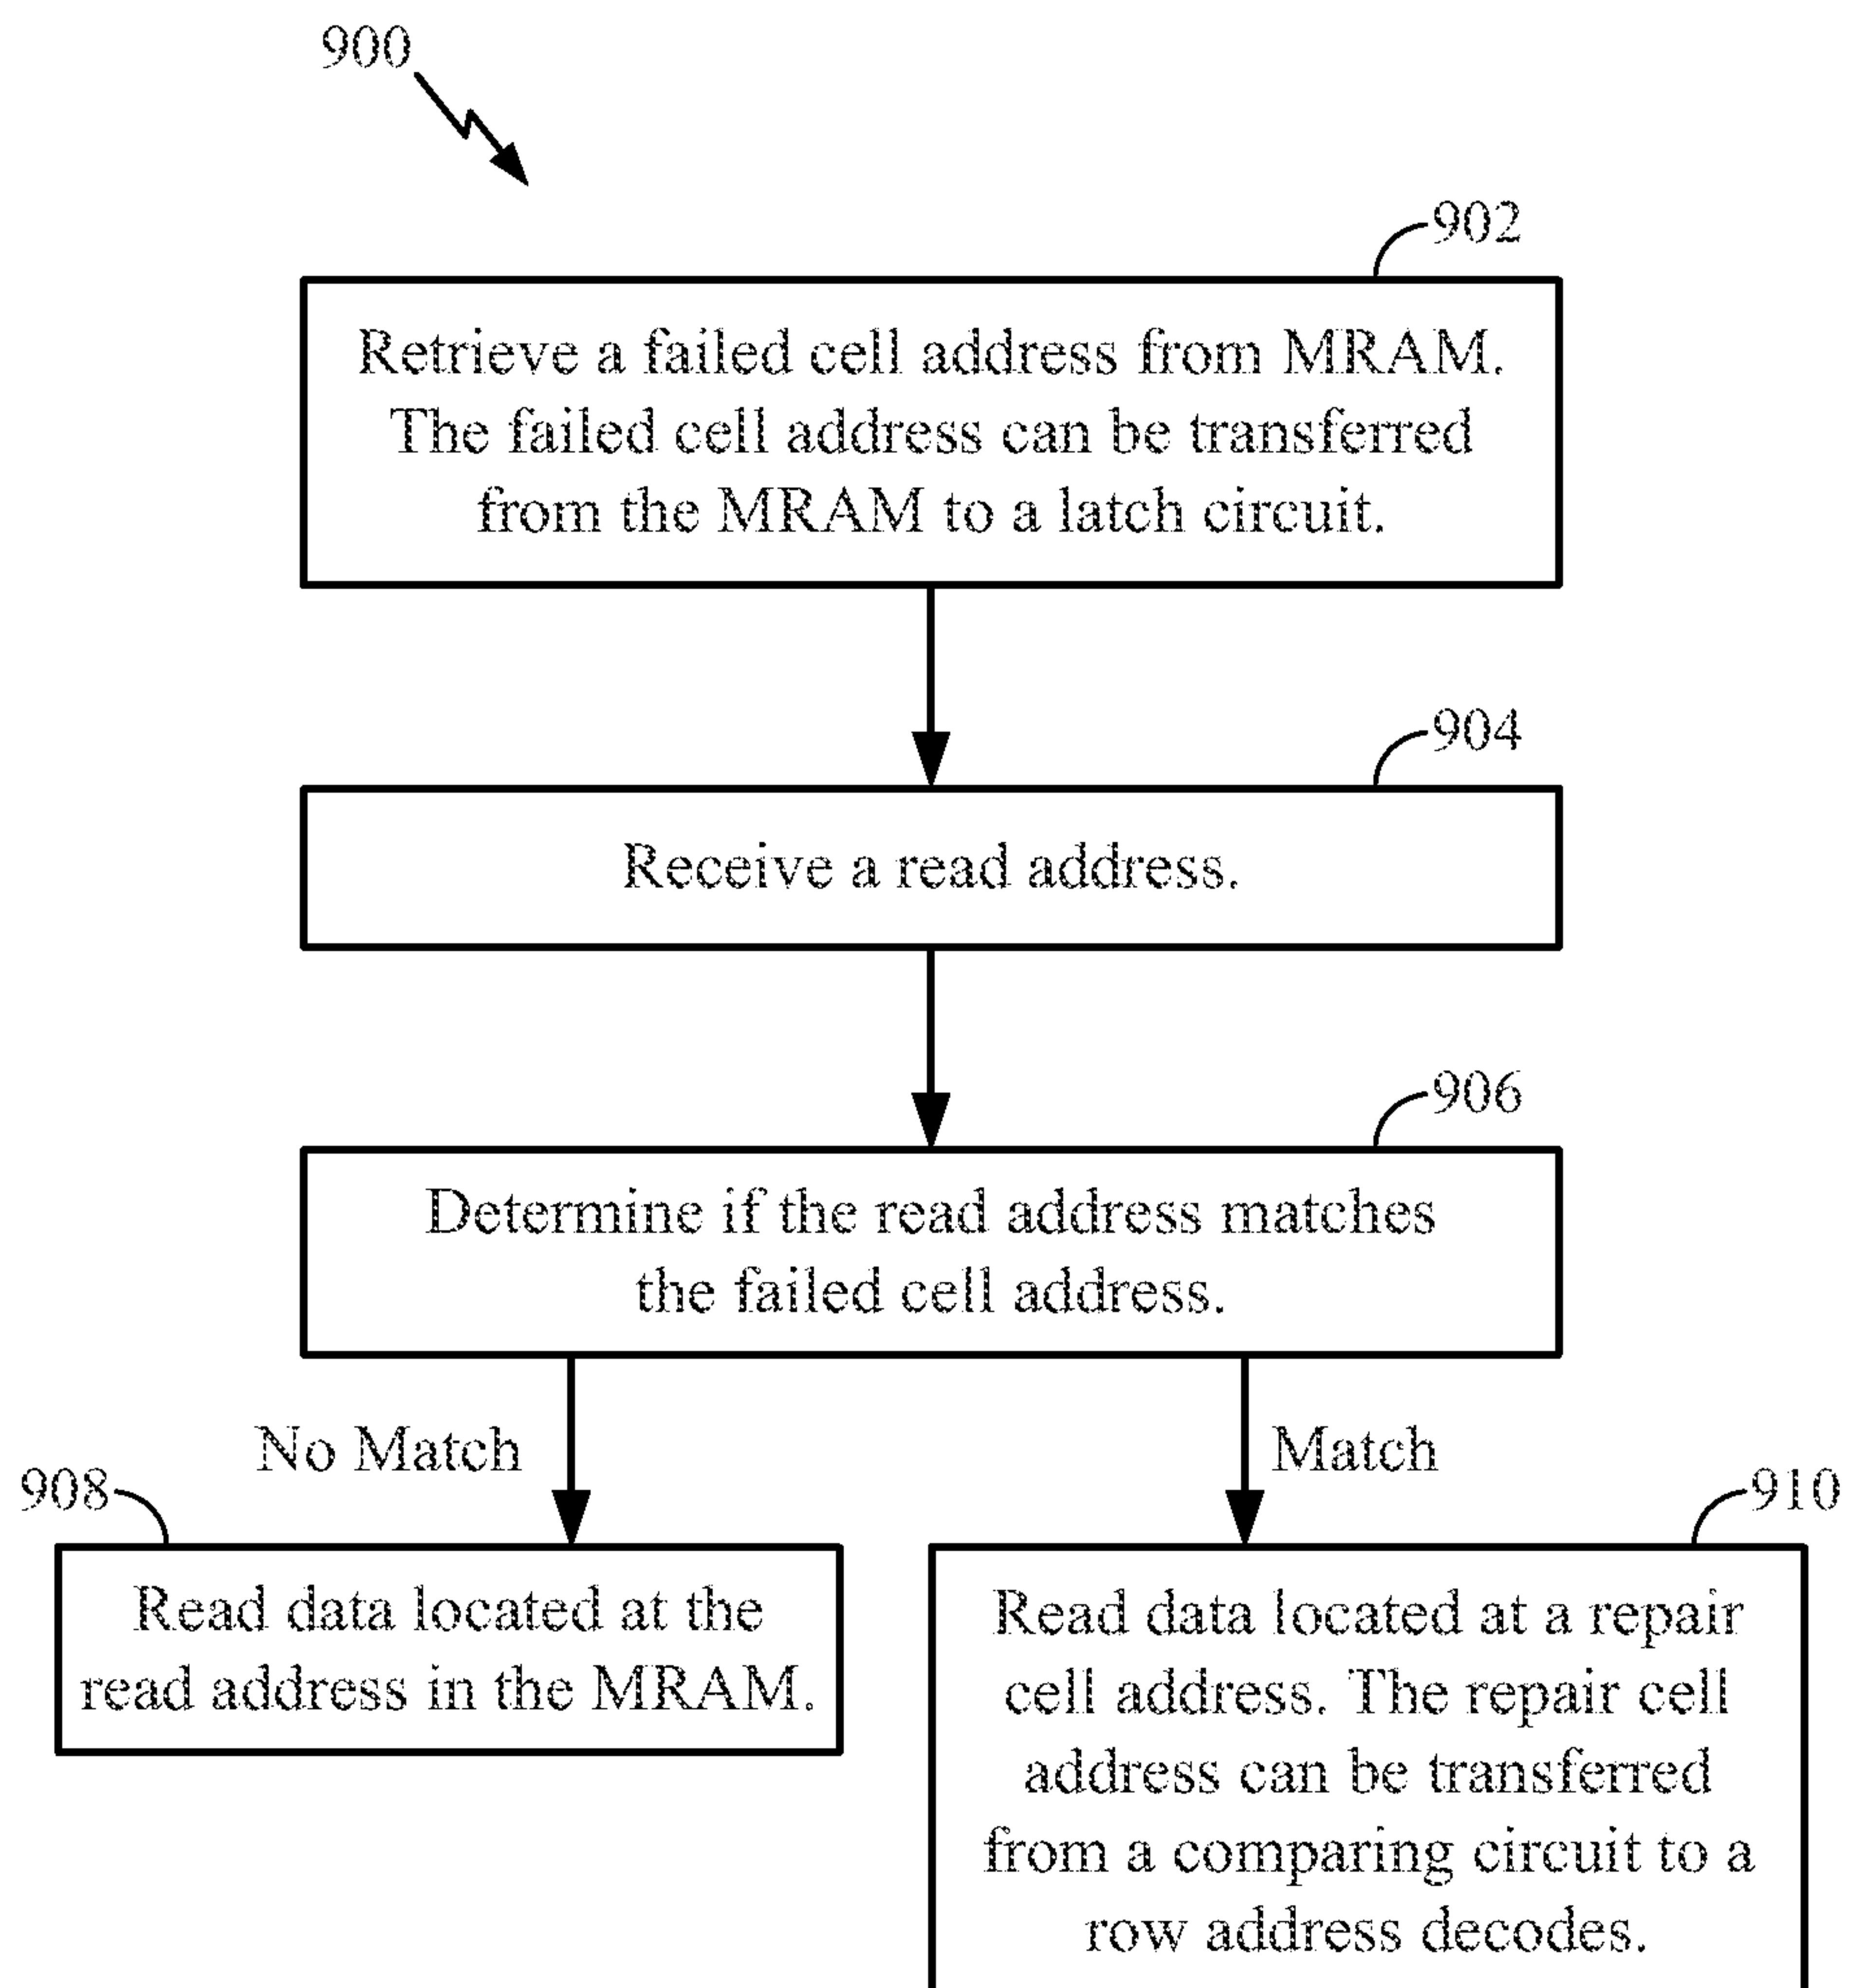 900
902
Retrieve a failed cell address from MRAM.
The failed cell address can be transferred
from the MRAM to a latch circuit.
904
Receive a read address.
906
Determine if the read address matches
the failed cell address.
No Match
Match
908
910
Read data located at the
read address in the MRAM.
Read data located at a repair
cell address. The repair cell
address can be transferred
from a comparing circuit to a
row address decodes.